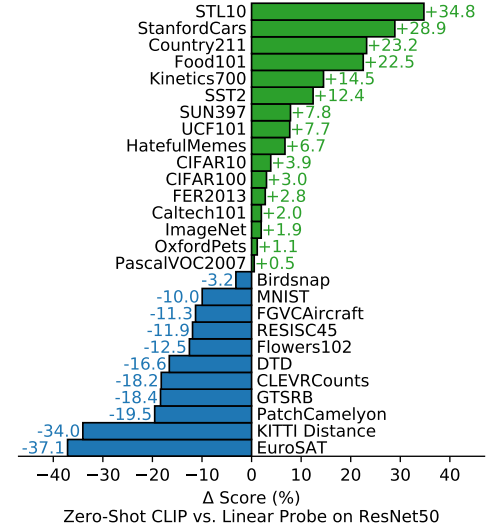 STL10 +34.8
StanfordCars +28.9
Country211 +23.2
Food101 +22.5
Kinetics700 +14.5
SST2 +12.4
SUN397 +7.8
UCF101 +7.7
HatefulMemes +6.7
CIFAR10 +3.9
CIFAR100 +3.0
FER2013 +2.8
Caltech101 +2.0
ImageNet +1.9
OxfordPets +1.1
PascalVOC2007 +0.5
-3.2 Birdsnap
-10.0 MNIST
-11.3 FGVCAircraft
-11.9 RESISC45
-12.5 Flowers102
-16.6 DTD
-18.2 CLEVRCounts
-18.4 GTSRB
-19.5 PatchCamelyon
-34.0 KITTI Distance
-37.1 EuroSAT
−40 −30 −20 −10 0 10 20 30 40
Δ Score (%)
Zero-Shot CLIP vs. Linear Probe on ResNet50